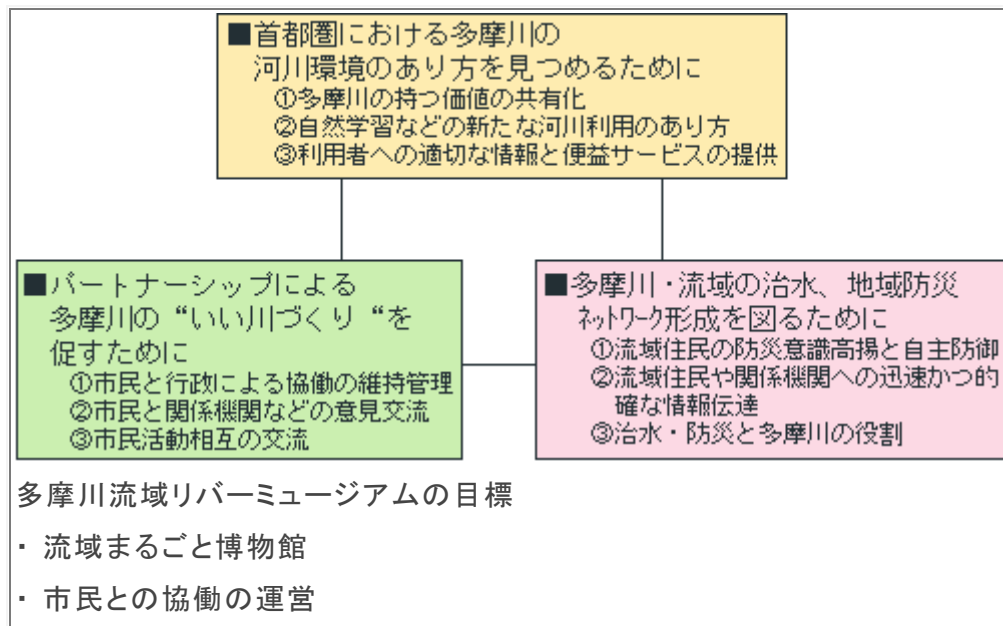 ■首都圏における多摩川の
河川環境のあり方を見つめるために
①多摩川の持つ価値の共有化
②自然学習などの新たな河川利用のあり方
③利用者への適切な情報と便益サービスの提供
■パートナーシップによる
多摩川の“いい川づくり“を
促すために
①市民と行政による協働の維持管理
②市民と関係機関などの意見交流
③市民活動相互の交流
■多摩川・流域の治水、地域防災
ネットワーク形成を図るために
①流域住民の防災意識高揚と自主防御
②流域住民や関係機関への迅速かつ的
確な情報伝達
③治水・防災と多摩川の役割
多摩川流域リバーミュージアムの目標
・ 流域まるごと博物館
・ 市民との協働の運営